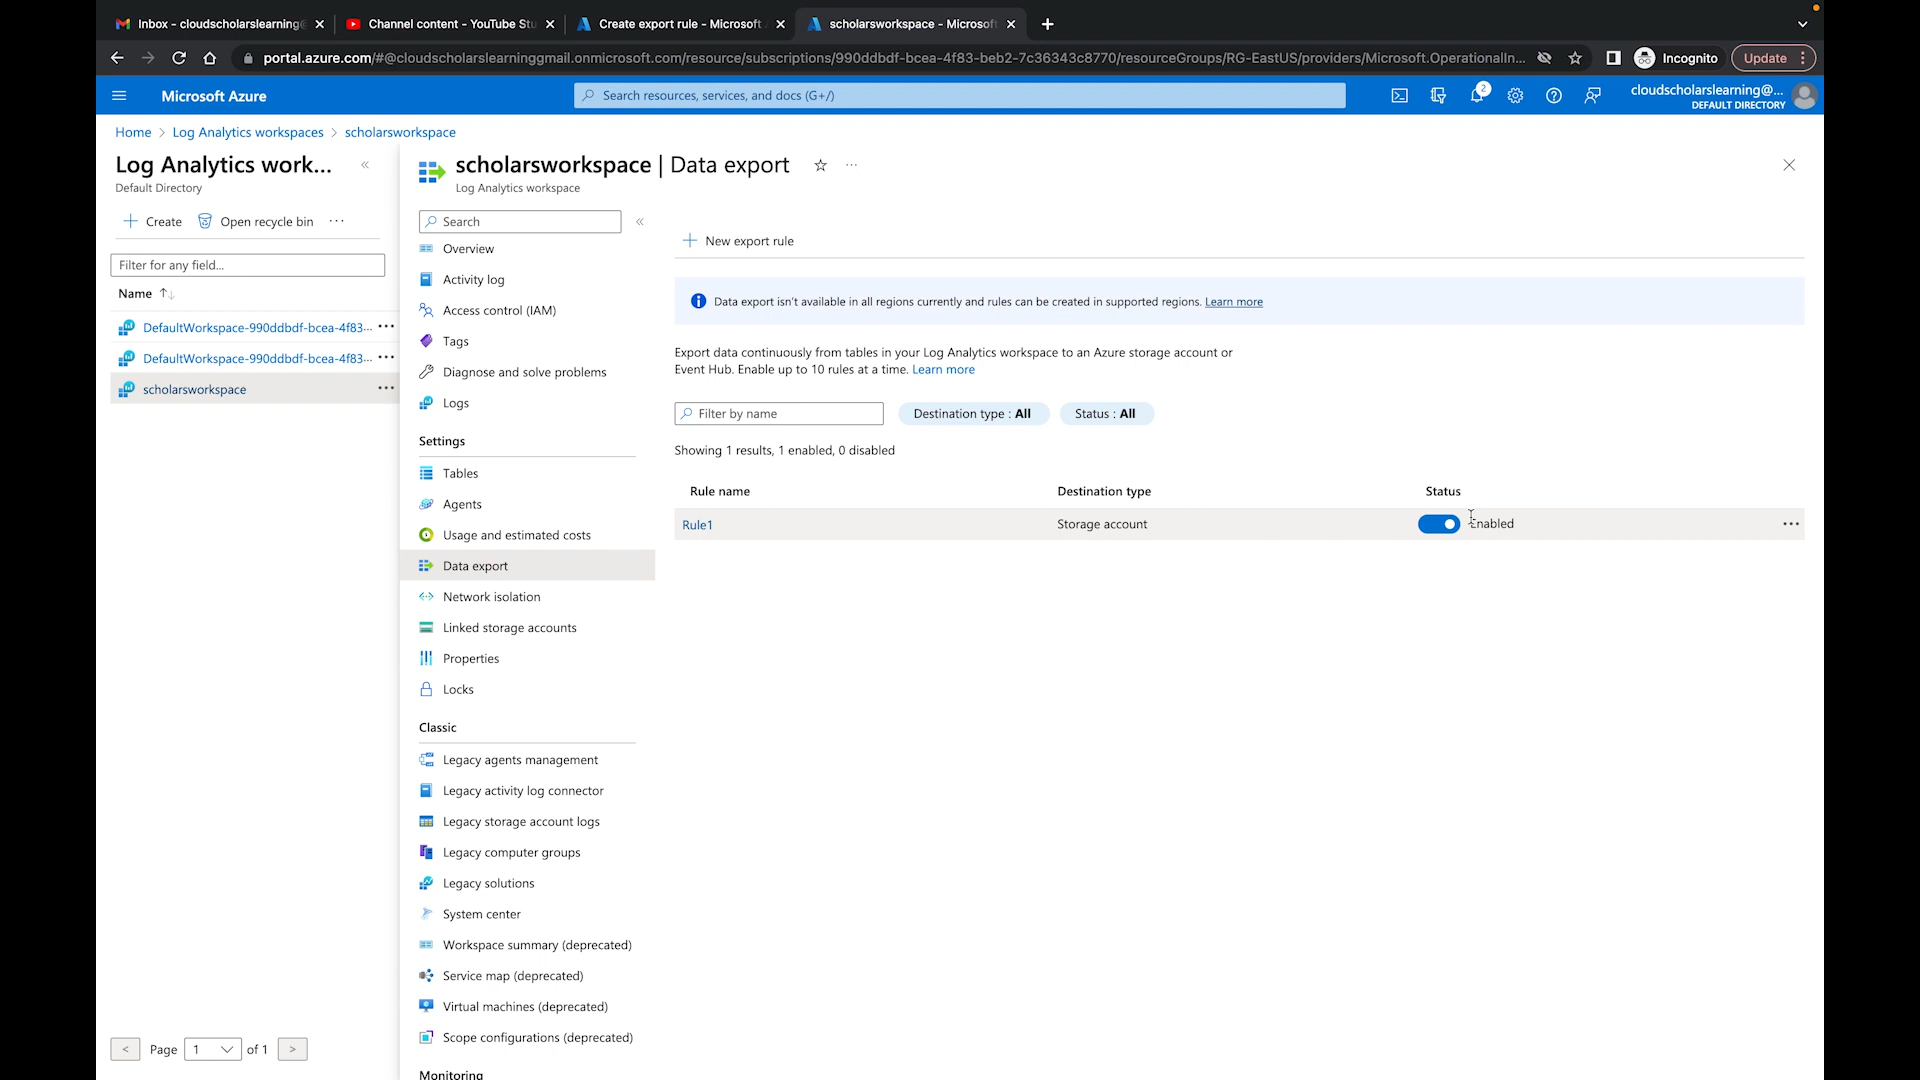 Inbox - cloudscholarslearning@
Channel content - YouTube Stu
Create export rule - Microsoft
scholarsworkspace - Microsoft
portal.azure.com/#@cloudscholarslearninggmail.onmicrosoft.com/resource/subscriptions/990ddbdf-bcea-4f83-beb2-7c36343c8770/resourceGroups/RG-EastUS/providers/Microsoft.OperationalIn...
Incognito
Update
Microsoft Azure
Search resources, services, and docs (G+/)
2
cloudscholarslearning@...
DEFAULT DIRECTORY
Home > Log Analytics workspaces > scholarsworkspace
Log Analytics work...
Default Directory
Create
Open recycle bin
Filter for any field...
Name
DefaultWorkspace-990ddbdf-bcea-4f83-...
DefaultWorkspace-990ddbdf-bcea-4f83-...
scholarsworkspace
< Page 1 of 1 >
scholarsworkspace | Data export
Log Analytics workspace
Search
Overview
Activity log
Access control (IAM)
Tags
Diagnose and solve problems
Logs
Settings
Tables
Agents
Usage and estimated costs
Data export
Network isolation
Linked storage accounts
Properties
Locks
Classic
Legacy agents management
Legacy activity log connector
Legacy storage account logs
Legacy computer groups
Legacy solutions
System center
Workspace summary (deprecated)
Service map (deprecated)
Virtual machines (deprecated)
Scope configurations (deprecated)
Monitoring
New export rule
Data export isn't available in all regions currently and rules can be created in supported regions. Learn more
Export data continuously from tables in your Log Analytics workspace to an Azure storage account or
Event Hub. Enable up to 10 rules at a time. Learn more
Filter by name
Destination type : All
Status : All
Showing 1 results, 1 enabled, 0 disabled
Rule name
Destination type
Status
Rule1
Storage account
Enabled